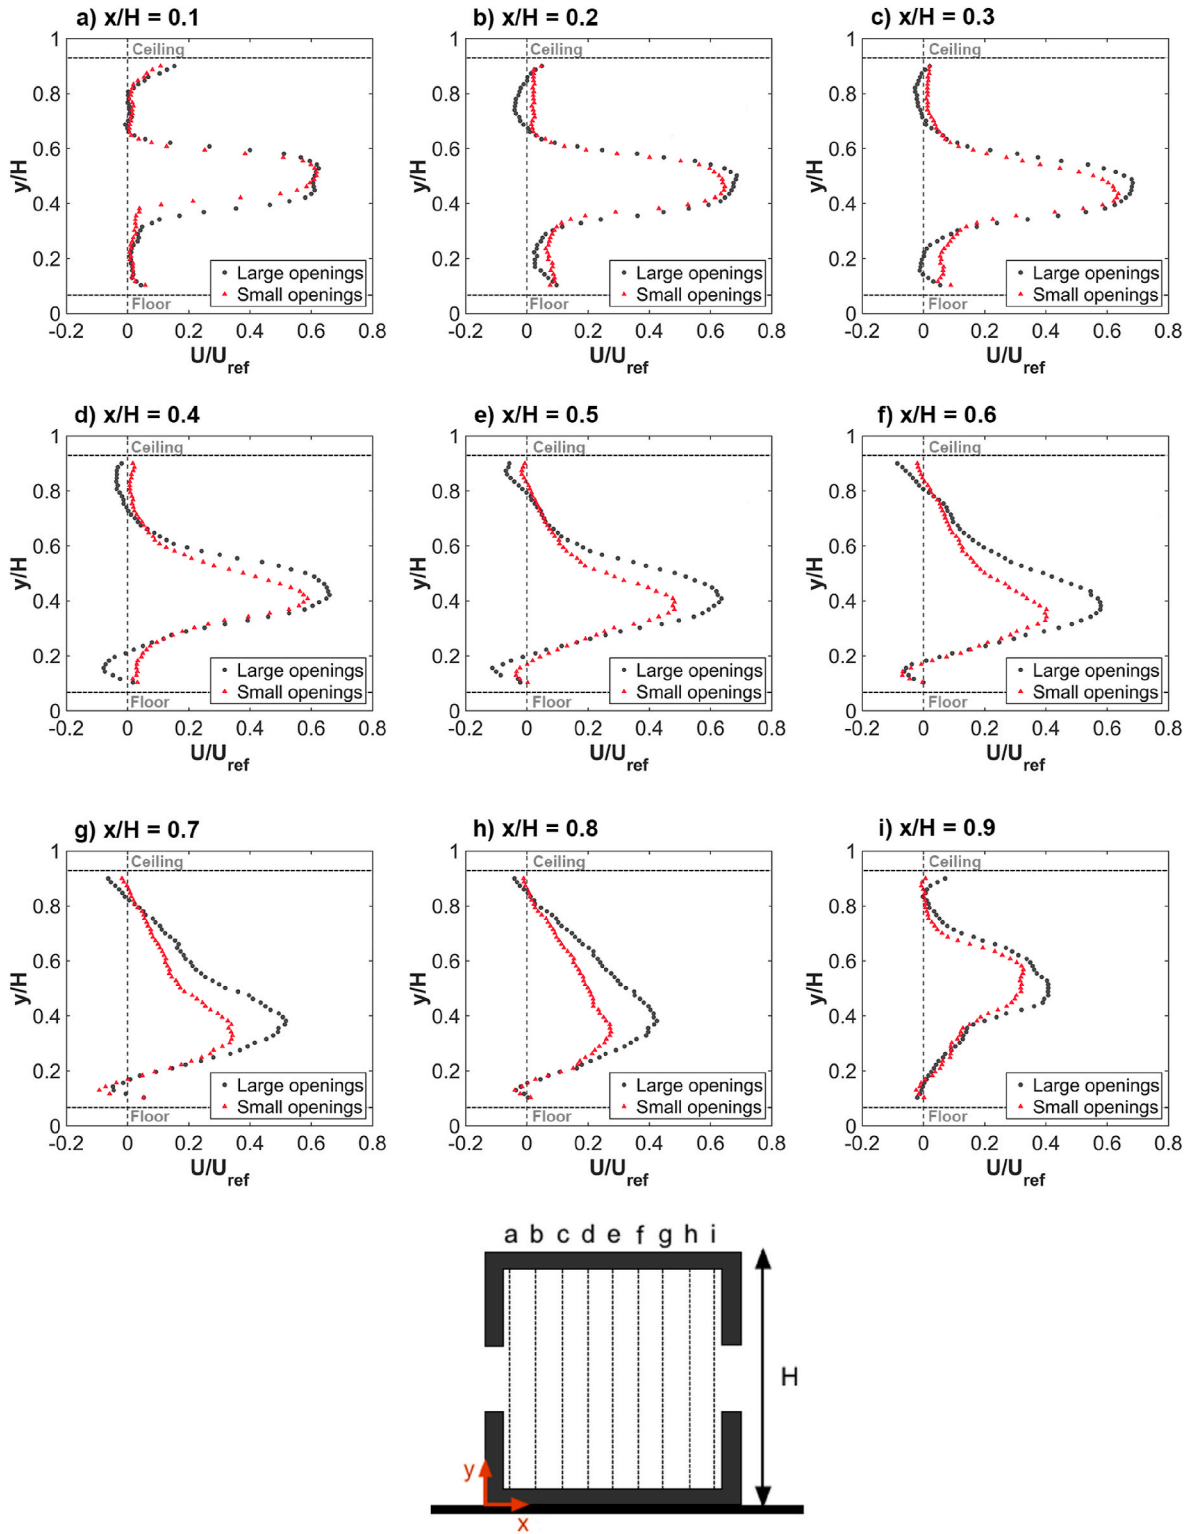 a) x/H = 0.1
b) x/H = 0.2
c) x/H = 0.3
1
0.8
0.6
0.4
0.2
0
y/H
Ceiling
Large openings
Small openings
Floor
-0.2 0 0.2 0.4 0.6 0.8
U/Uref
1
0.8
0.6
0.4
0.2
0
y/H
Ceiling
Large openings
Small openings
Floor
-0.2 0 0.2 0.4 0.6 0.8
U/Uref
1
0.8
0.6
0.4
0.2
0
y/H
Ceiling
Large openings
Small openings
Floor
-0.2 0 0.2 0.4 0.6 0.8
U/Uref
d) x/H = 0.4
e) x/H = 0.5
f) x/H = 0.6
1
0.8
0.6
0.4
0.2
0
y/H
Ceiling
Large openings
Small openings
Floor
-0.2 0 0.2 0.4 0.6 0.8
U/Uref
1
0.8
0.6
0.4
0.2
0
y/H
Ceiling
Large openings
Small openings
Floor
-0.2 0 0.2 0.4 0.6 0.8
U/Uref
1
0.8
0.6
0.4
0.2
0
y/H
Ceiling
Large openings
Small openings
Floor
-0.2 0 0.2 0.4 0.6 0.8
U/Uref
g) x/H = 0.7
h) x/H = 0.8
i) x/H = 0.9
1
0.8
0.6
0.4
0.2
0
y/H
Ceiling
Large openings
Small openings
Floor
-0.2 0 0.2 0.4 0.6 0.8
U/Uref
1
0.8
0.6
0.4
0.2
0
y/H
Ceiling
Large openings
Small openings
Floor
-0.2 0 0.2 0.4 0.6 0.8
U/Uref
1
0.8
0.6
0.4
0.2
0
y/H
Ceiling
Large openings
Small openings
Floor
-0.2 0 0.2 0.4 0.6 0.8
U/Uref
a b c d e f g h i
H
y
x